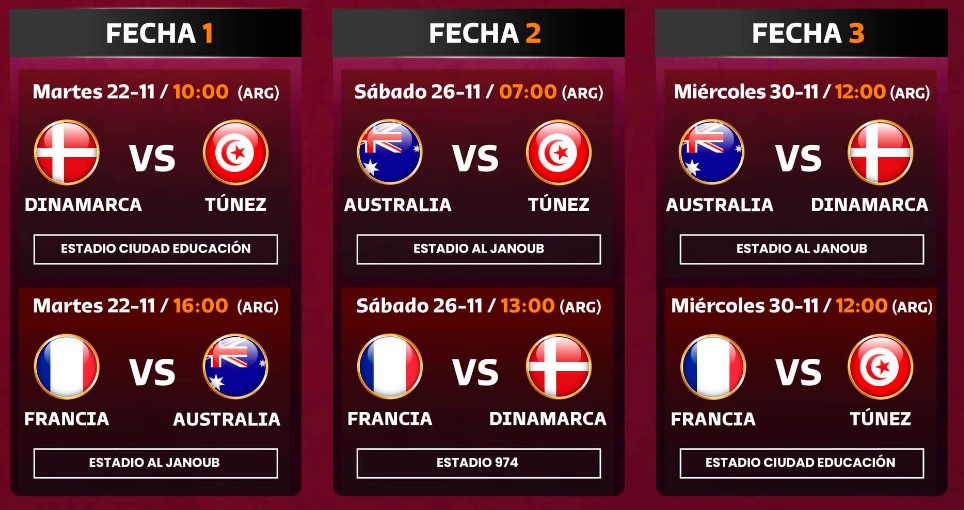 FECHA 1
Martes 22-11 / 10:00 (ARG)
VS
DINAMARCA TÚNEZ
ESTADIO CIUDAD EDUCACIÓN
Martes 22-11 / 16:00 (ARG)
VS
FRANCIA AUSTRALIA
ESTADIO AL JANOUB
FECHA 2
Sábado 26-11 / 07:00 (ARG)
VS
AUSTRALIA TÚNEZ
ESTADIO AL JANOUB
Sábado 26-11 / 13:00 (ARG)
VS
FRANCIA DINAMARCA
ESTADIO 974
FECHA 3
Miércoles 30-11 / 12:00 (ARG)
VS
AUSTRALIA DINAMARCA
ESTADIO AL JANOUB
Miércoles 30-11 / 12:00 (ARG)
VS
FRANCIA TÚNEZ
ESTADIO CIUDAD EDUCACIÓN